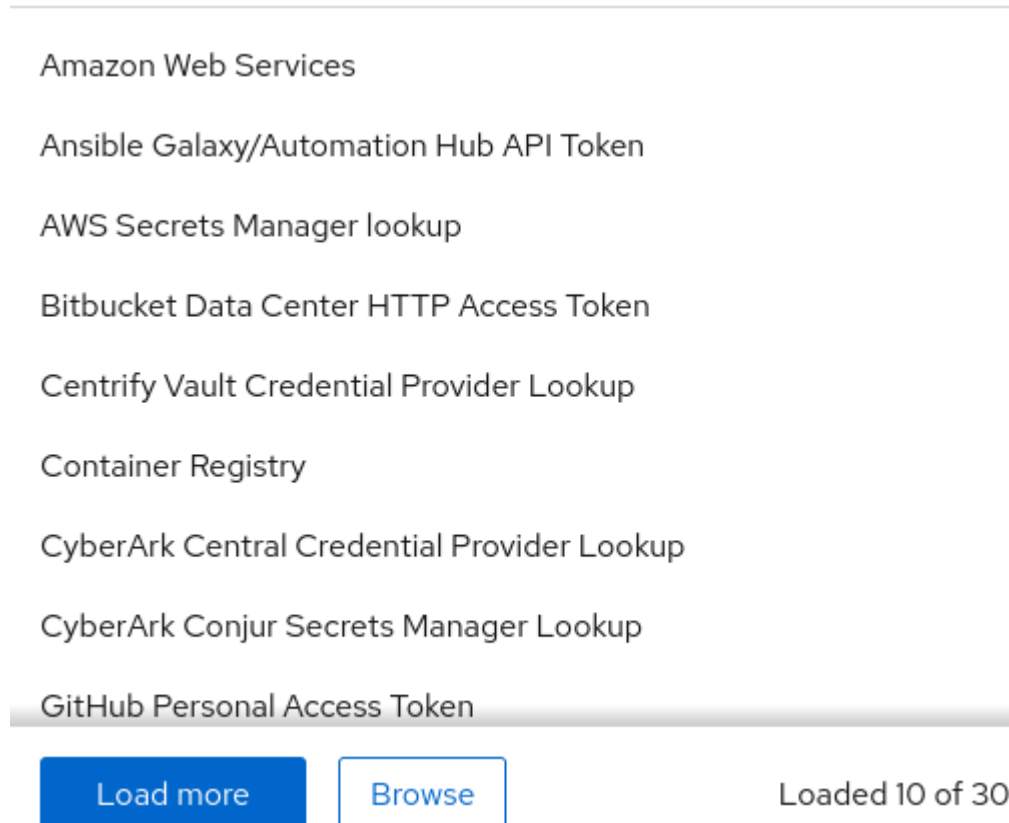 Amazon Web Services
Ansible Galaxy/Automation Hub API Token
AWS Secrets Manager lookup
Bitbucket Data Center HTTP Access Token
Centrify Vault Credential Provider Lookup
Container Registry
CyberArk Central Credential Provider Lookup
CyberArk Conjur Secrets Manager Lookup
GitHub Personal Access Token
Load more Browse Loaded 10 of 30